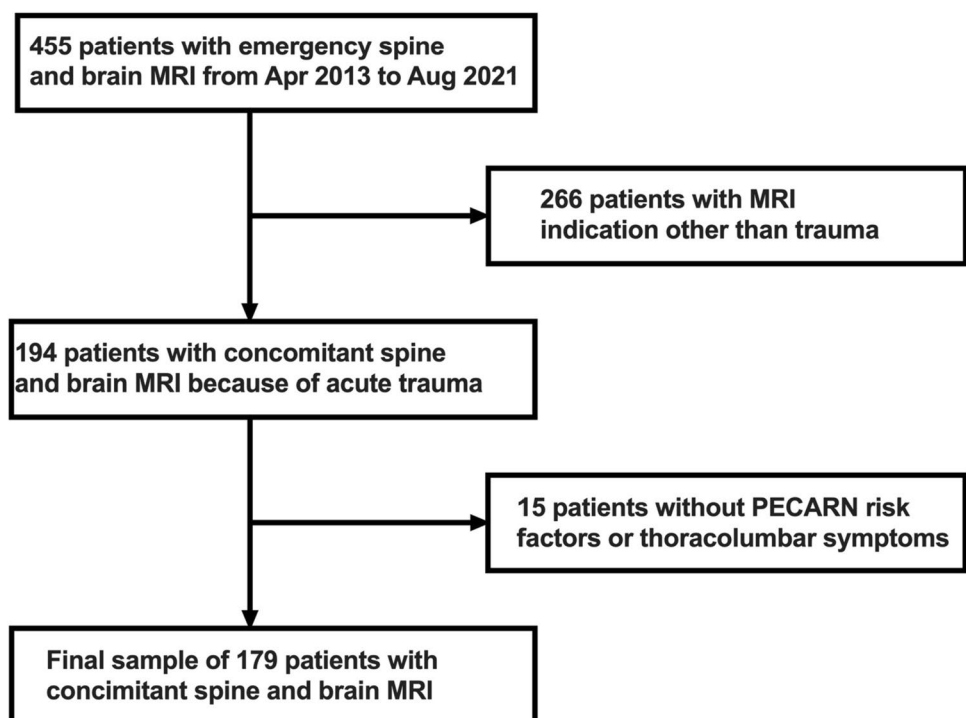 455 patients with emergency spine
and brain MRI from Apr 2013 to Aug 2021
266 patients with MRI
indication other than trauma
194 patients with concomitant spine
and brain MRI because of acute trauma
15 patients without PECARN risk
factors or thoracolumbar symptoms
Final sample of 179 patients with
concimitant spine and brain MRI